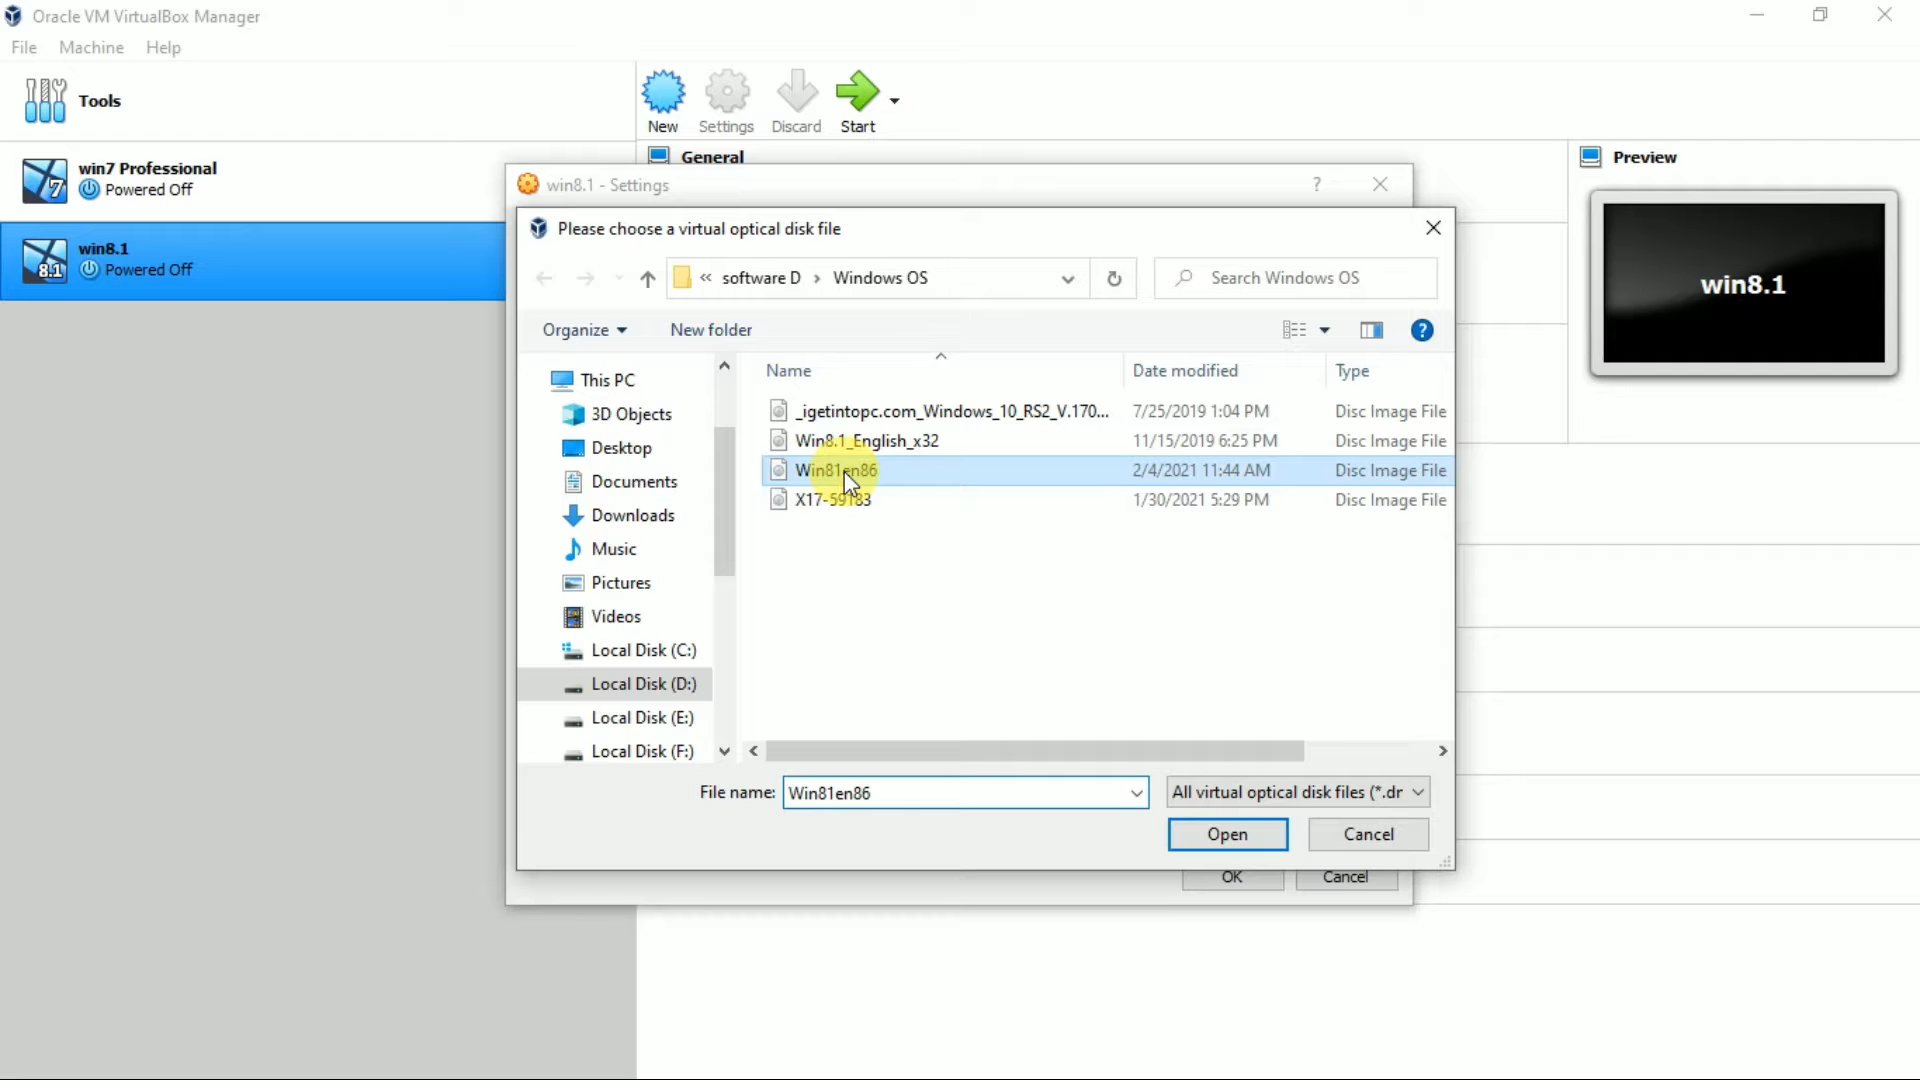 Oracle VM VirtualBox Manager
File Machine Help
Tools
New Settings Discard Start
win7 Professional
Powered Off
win8.1
Powered Off
General
Preview
win8.1
win8.1 - Settings
Please choose a virtual optical disk file
« software D › Windows OS
Search Windows OS
Organize New folder
This PC
3D Objects
Desktop
Documents
Downloads
Music
Pictures
Videos
Local Disk (C:)
Local Disk (D:)
Local Disk (E:)
Local Disk (F:)
Name Date modified Type
_igetintopc.com_Windows_10_RS2_V.170... 7/25/2019 1:04 PM Disc Image File
Win8.1_English_x32 11/15/2019 6:25 PM Disc Image File
Win81en86 2/4/2021 11:44 AM Disc Image File
X17-59183 1/30/2021 5:29 PM Disc Image File
File name: Win81en86 All virtual optical disk files (*.dr
Open Cancel
OK Cancel